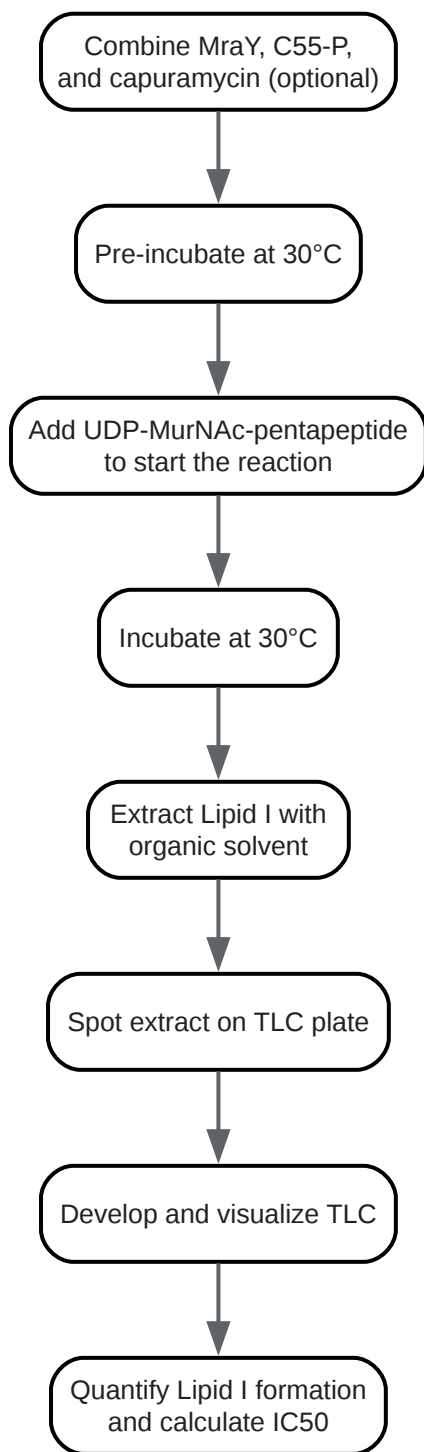 Combine MraY, C55-P,
and capuramycin (optional)
Pre-incubate at 30°C
Add UDP-MurNAc-pentapeptide
to start the reaction
Incubate at 30°C
Extract Lipid I with
organic solvent
Spot extract on TLC plate
Develop and visualize TLC
Quantify Lipid I formation
and calculate IC50